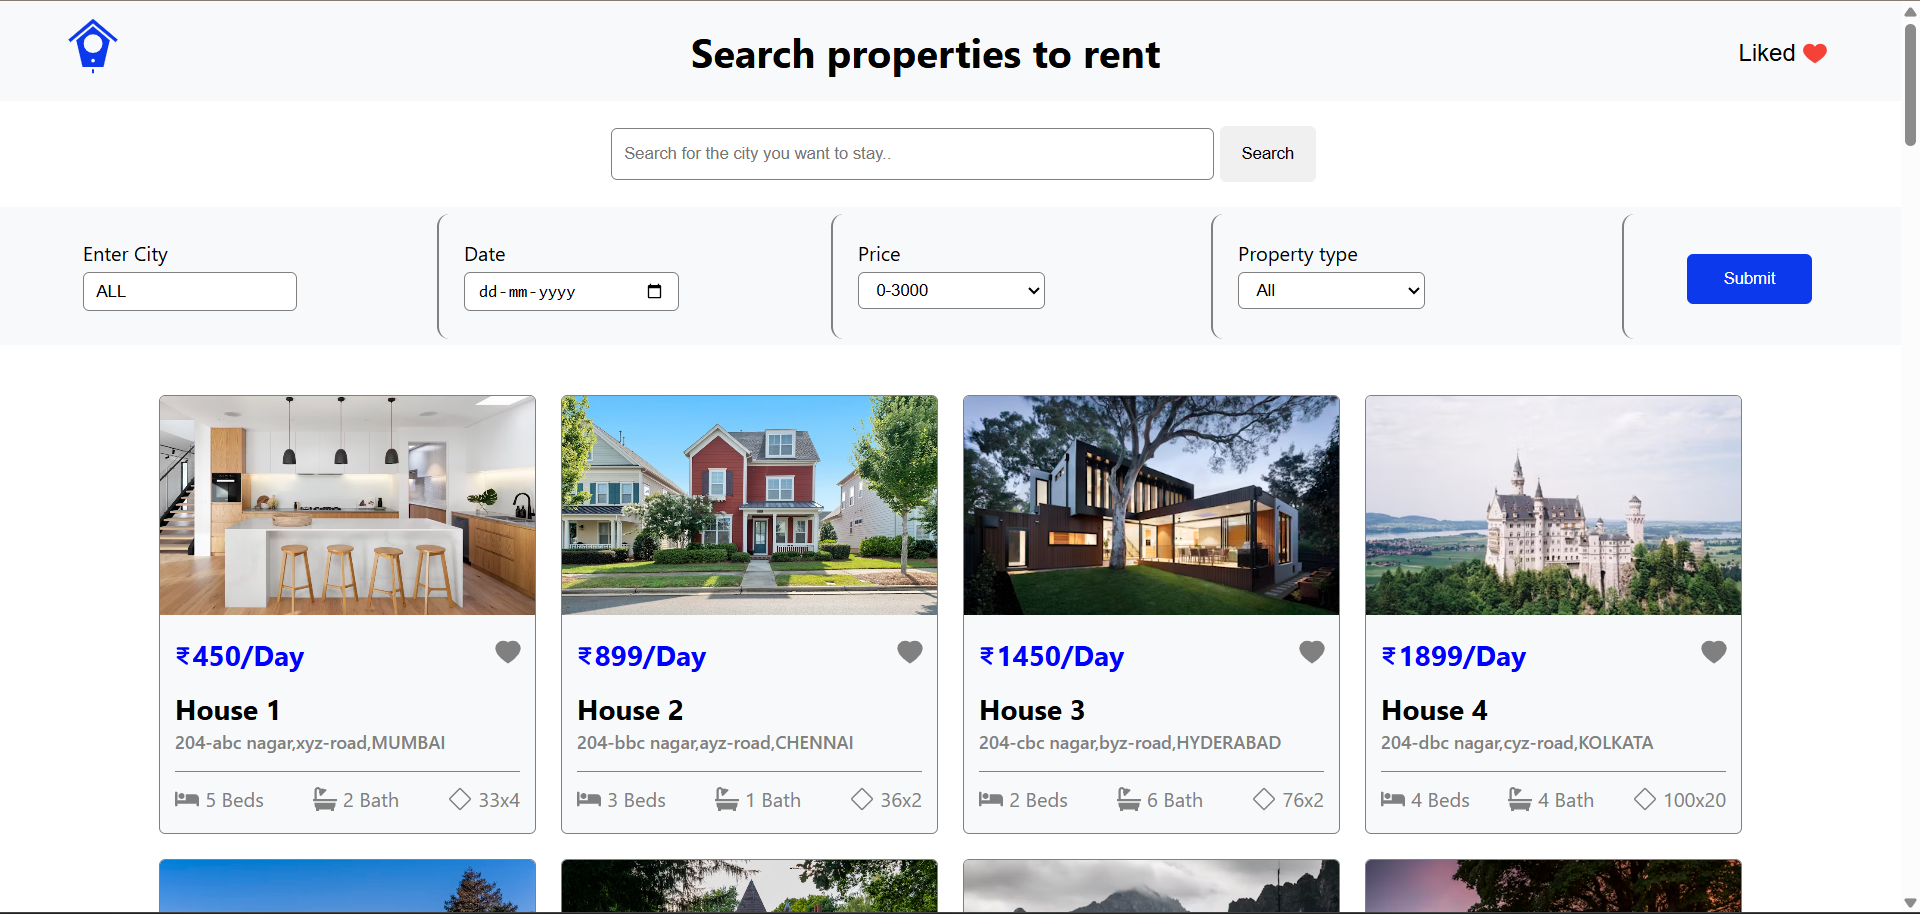 Search properties to rent
Liked
Search for the city you want to stay..
Search
Enter City
Date
Price
Property type
ALL
dd-mm-yyyy
0-3000
All
Submit
₹450/Day
₹899/Day
₹1450/Day
₹1899/Day
House 1
House 2
House 3
House 4
204-abc nagar,xyz-road,MUMBAI
204-bbc nagar,ayz-road,CHENNAI
204-cbc nagar,byz-road,HYDERABAD
204-dbc nagar,cyz-road,KOLKATA
5 Beds 2 Bath 33x4
3 Beds 1 Bath 36x2
2 Beds 6 Bath 76x2
4 Beds 4 Bath 100x20